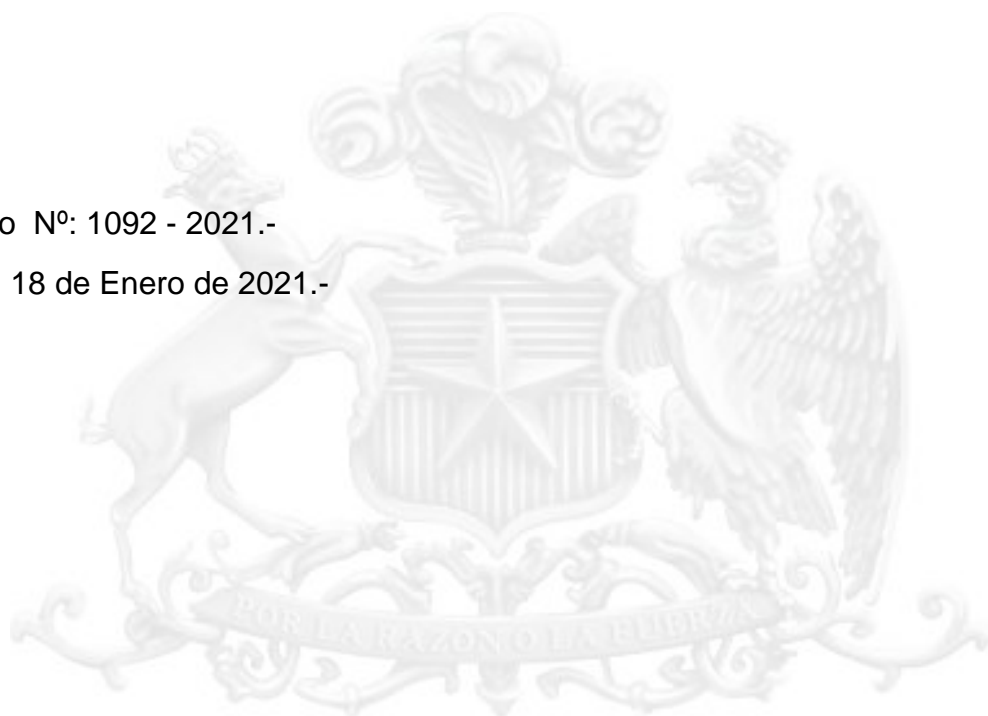 o Nº: 1092 - 2021.-
18 de Enero de 2021.-
POR LA RAZON O LA FUERZA